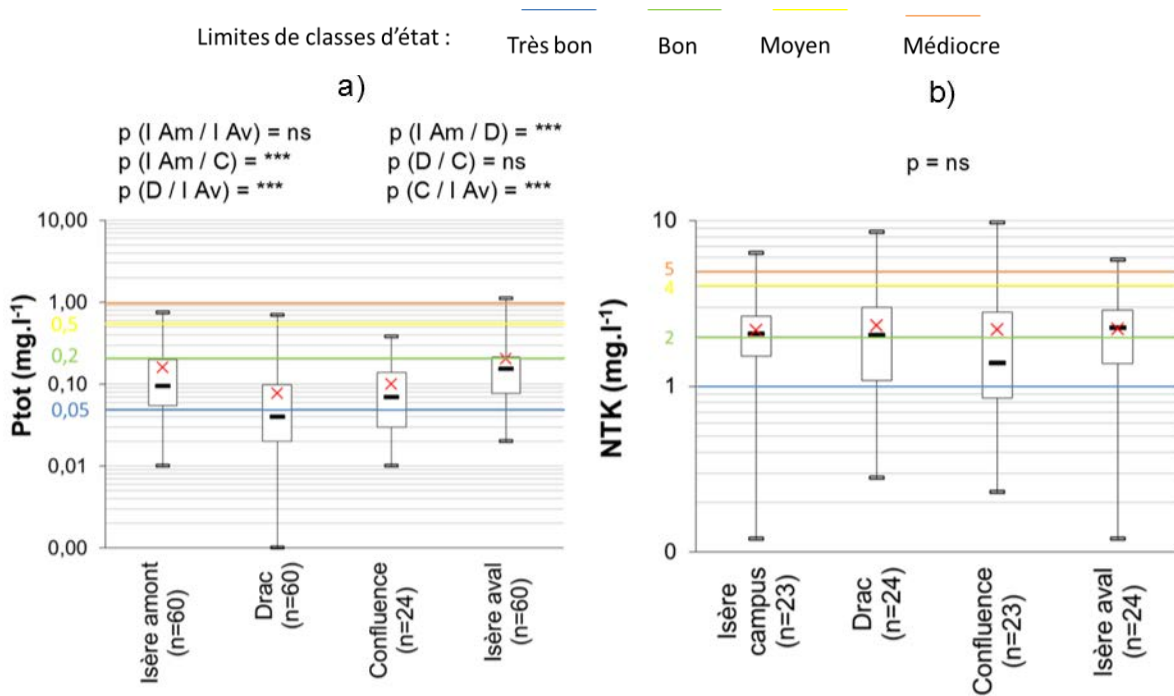 Limites de classes d'état : Très bon Bon Moyen Médiocre
a)
p (I Am / I Av) = ns p (I Am / D) = ***
p (I Am / C) = *** p (D / C) = ns
p (D / I Av) = *** p (C / I Av) = ***
Ptot (mg.l-1)
10,00
1,00
0,5
0,2
0,10
0,05
0,01
0,00
Isère amont
(n=60)
Drac
(n=60)
Confluence
(n=24)
Isère aval
(n=60)
b)
p = ns
NTK (mg.l-1)
10
5
4
2
1
0
Isère
campus
(n=23)
Drac
(n=24)
Confluence
(n=23)
Isère aval
(n=24)